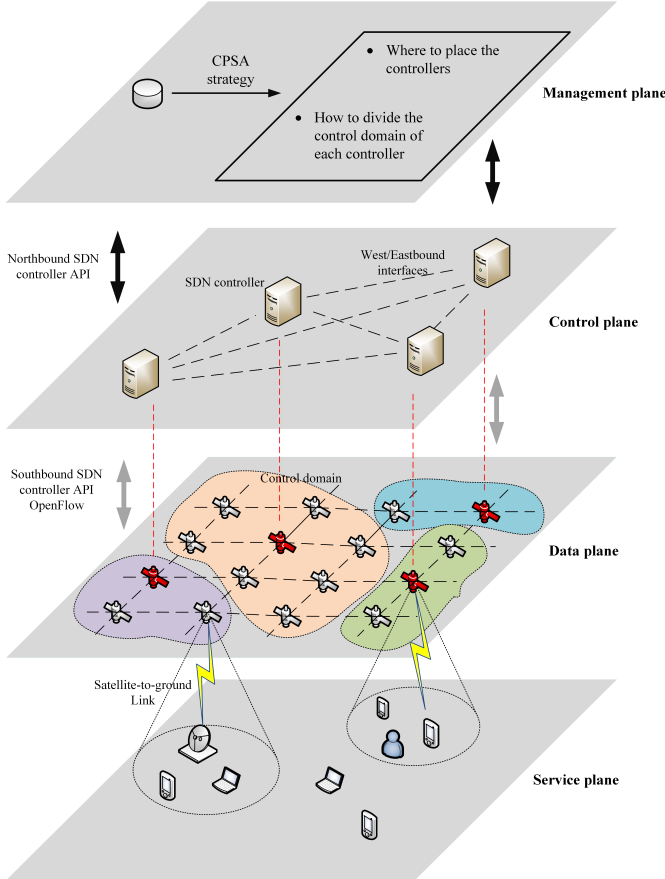 CPSA
strategy
• Where to place the
controllers
• How to divide the
control domain of
each controller
Management plane
Northbound SDN
controller API
SDN controller
West/Eastbound
interfaces
Control plane
Southbound SDN
controller API
OpenFlow
Control domain
Data plane
Satellite-to-ground
Link
Service plane